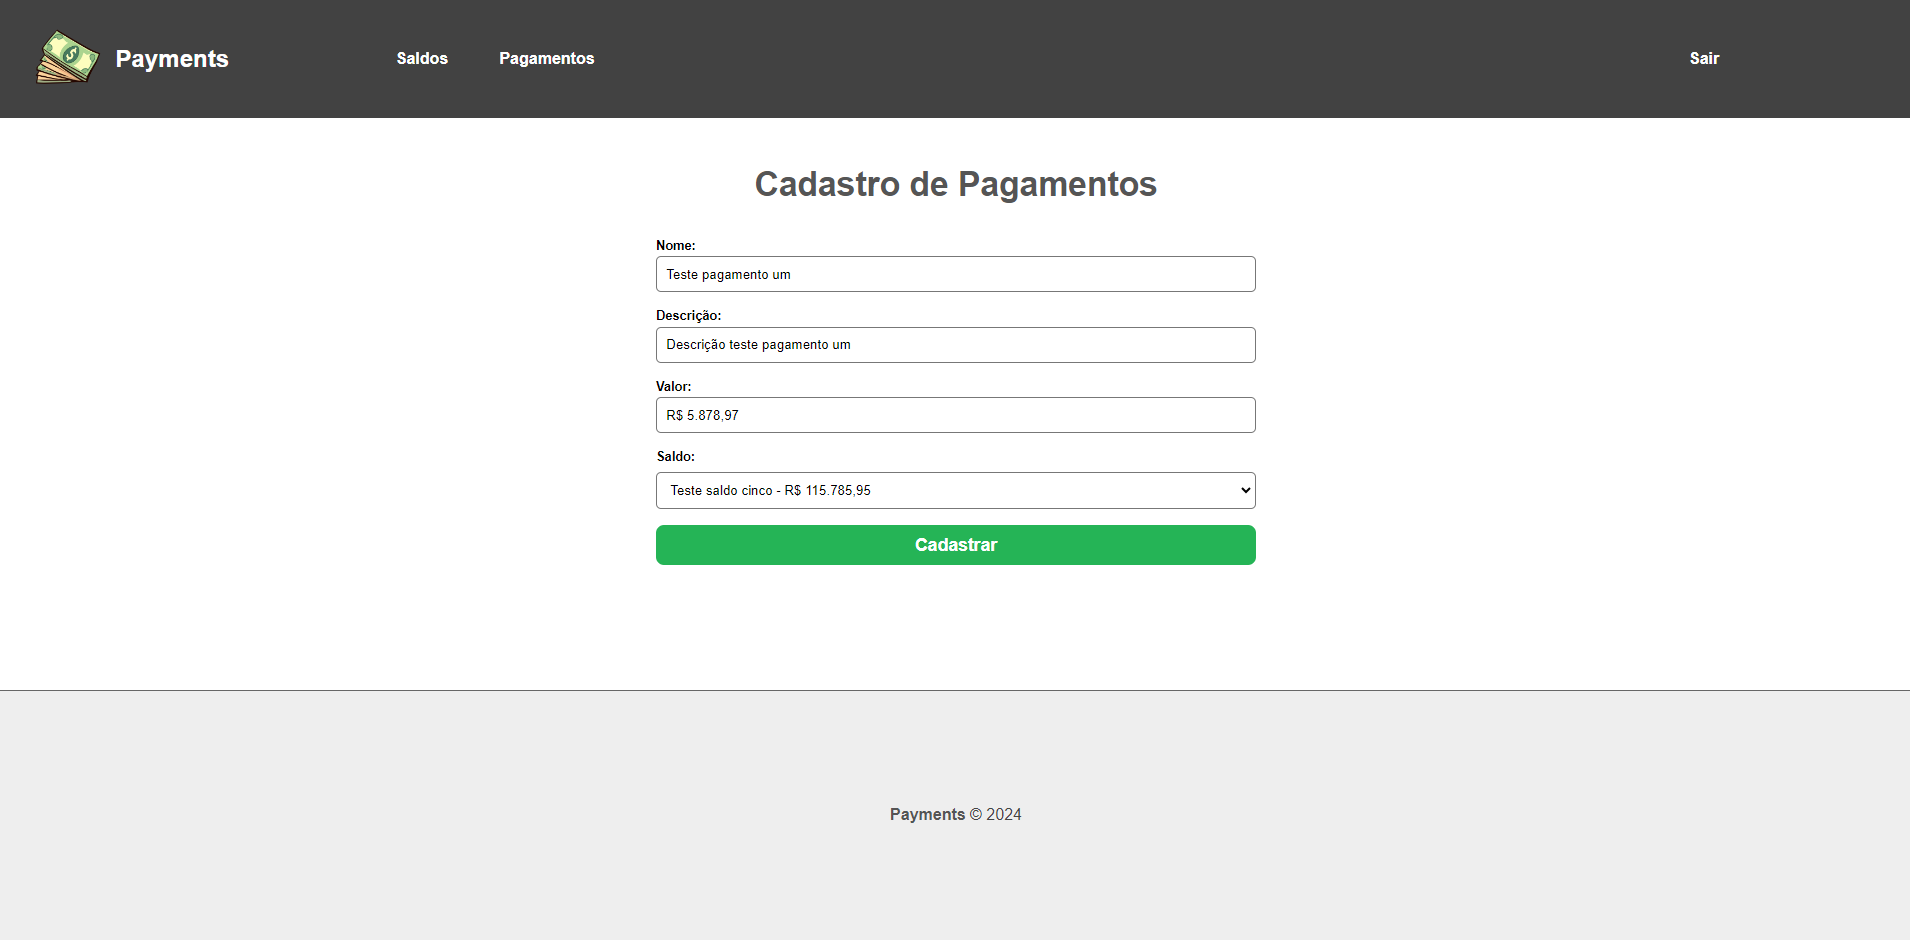 Payments
Saldos
Pagamentos
Sair
Cadastro de Pagamentos
Nome:
Teste pagamento um
Descrição:
Descrição teste pagamento um
Valor:
R$ 5.878,97
Saldo:
Teste saldo cinco - R$ 115.785,95
Cadastrar
Payments © 2024